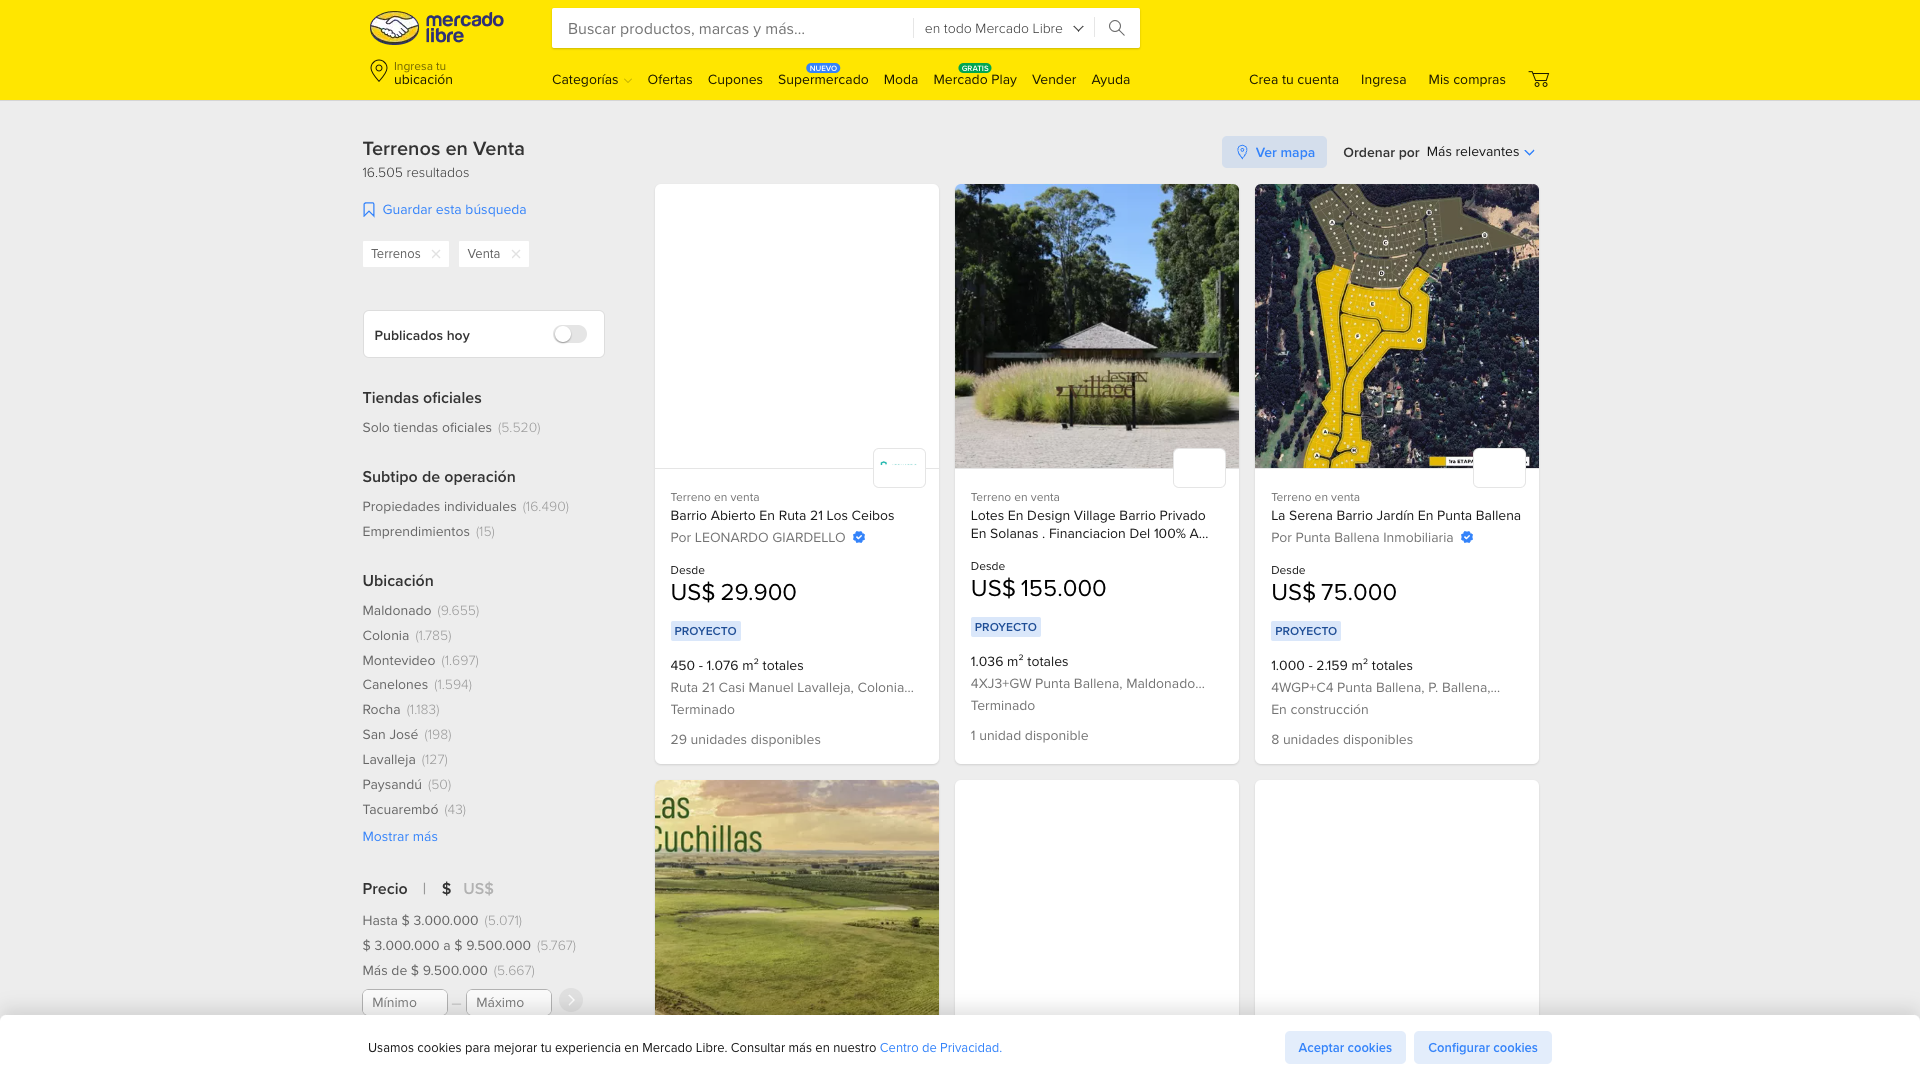 mercado
libre
Buscar productos, marcas y más...
en todo Mercado Libre
Ingresa tu
ubicación
Categorías
Ofertas
Cupones
NUEVO
Supermercado
Moda
GRATIS
Mercado Play
Vender
Ayuda
Crea tu cuenta
Ingresa
Mis compras
Terrenos en Venta
16.505 resultados
Guardar esta búsqueda
Terrenos
Venta
Publicados hoy
Tiendas oficiales
Solo tiendas oficiales (5.520)
Subtipo de operación
Propiedades individuales (16.490)
Emprendimientos (15)
Ubicación
Maldonado (9.655)
Colonia (1.785)
Montevideo (1.697)
Canelones (1.594)
Rocha (1.183)
San José (198)
Lavalleja (127)
Paysandú (50)
Tacuarembó (43)
Mostrar más
Precio | $ US$
Hasta $ 3.000.000 (5.071)
$ 3.000.000 a $ 9.500.000 (5.767)
Más de $ 9.500.000 (5.667)
Mínimo — Máximo
Ver mapa
Ordenar por Más relevantes
Terreno en venta
Barrio Abierto En Ruta 21 Los Ceibos
Por LEONARDO GIARDELLO
Desde
US$ 29.900
PROYECTO
450 - 1.076 m² totales
Ruta 21 Casi Manuel Lavalleja, Colonia...
Terminado
29 unidades disponibles
design
village
Terreno en venta
Lotes En Design Village Barrio Privado
En Solanas . Financiacion Del 100% A...
Desde
US$ 155.000
PROYECTO
1.036 m² totales
4XJ3+GW Punta Ballena, Maldonado...
Terminado
1 unidad disponible
1ra ETAPA
Terreno en venta
La Serena Barrio Jardín En Punta Ballena
Por Punta Ballena Inmobiliaria
Desde
US$ 75.000
PROYECTO
1.000 - 2.159 m² totales
4WGP+C4 Punta Ballena, P. Ballena,...
En construcción
8 unidades disponibles
Las
Cuchillas
Usamos cookies para mejorar tu experiencia en Mercado Libre. Consultar más en nuestro Centro de Privacidad.
Aceptar cookies
Configurar cookies